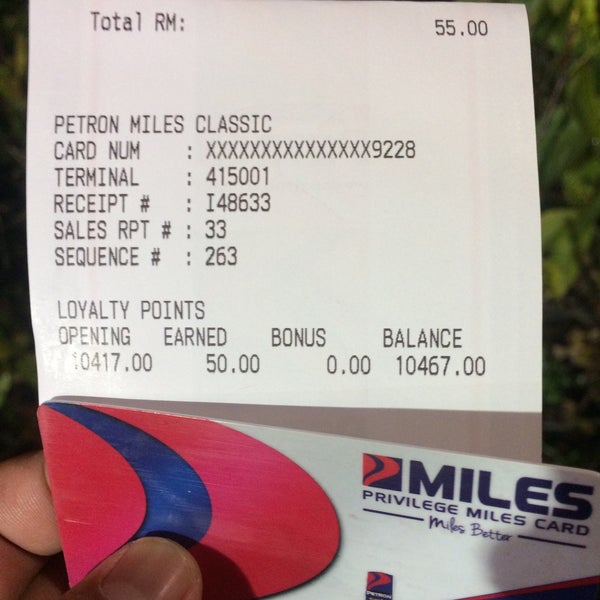 Total RM: 55.00
PETRON MILES CLASSIC
CARD NUM : XXXXXXXXXXXXXXX9228
TERMINAL : 415001
RECEIPT # : I48633
SALES RPT # : 33
SEQUENCE # : 263
LOYALTY POINTS
OPENING EARNED BONUS BALANCE
10417.00 50.00 0.00 10467.00
MILES
PRIVILEGE MILES CARD
Miles Better
PETRON